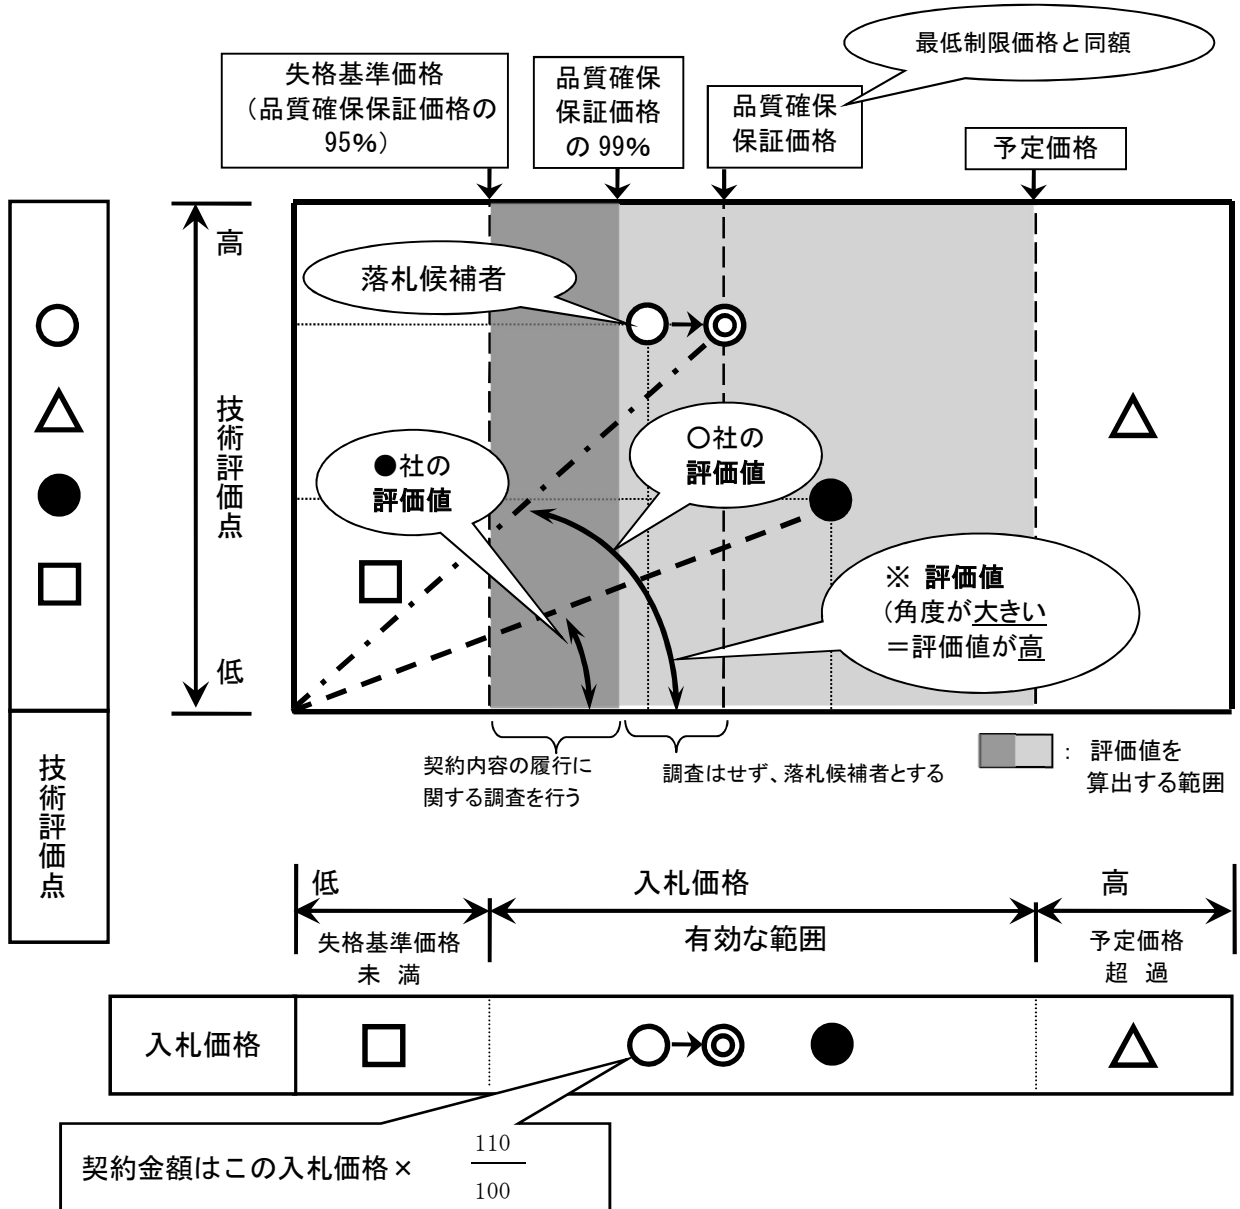 最低制限価格と同額
失格基準価格
（品質確保保証価格の
95%）
品質確保
保証価格
の 99%
品質確保
保証価格
予定価格
高
技術評価点
低
落札候補者
○社の
評価値
●社の
評価値
※ 評価値
（角度が大きい
＝評価値が高
技術評価点
契約内容の履行に
関する調査を行う
調査はせず、落札候補者とする
： 評価値を
算出する範囲
低
入札価格
高
失格基準価格
未 満
有効な範囲
予定価格
超 過
入札価格
契約金額はこの入札価格×
110
100